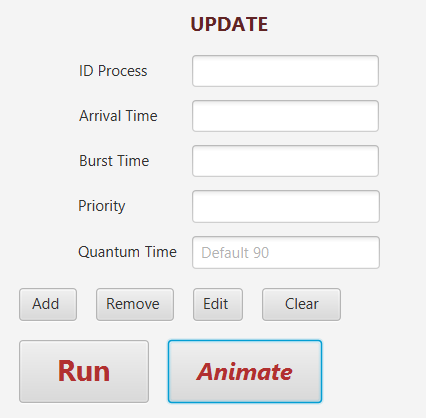 UPDATE
ID Process
Arrival Time
Burst Time
Priority
Quantum Time Default 90
Add Remove Edit Clear
Run Animate